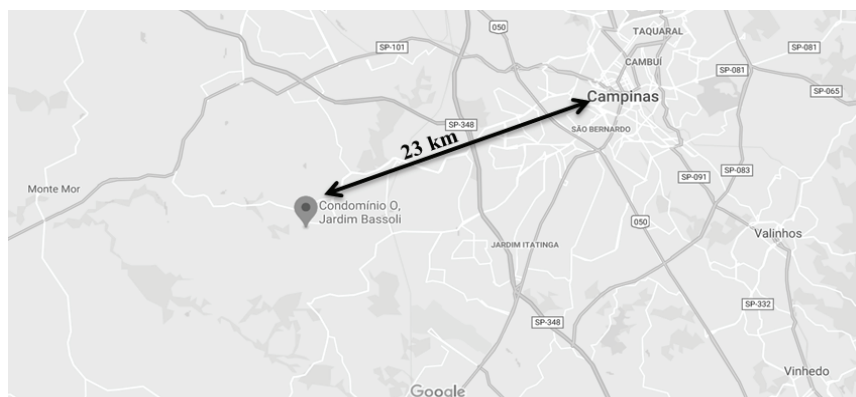 050
TAQUARAL
SP-101
SP-081
SP-081
CAMBUÍ
SP-065
Campinas
SP-348
SÃO BERNARDO
23 km
SP-083
SP-091
Monte Mor
Condomínio O,
Jardim Bassoli
050
Valinhos
JARDIM ITATINGA
SP-332
SP-348
Vinhedo
Google